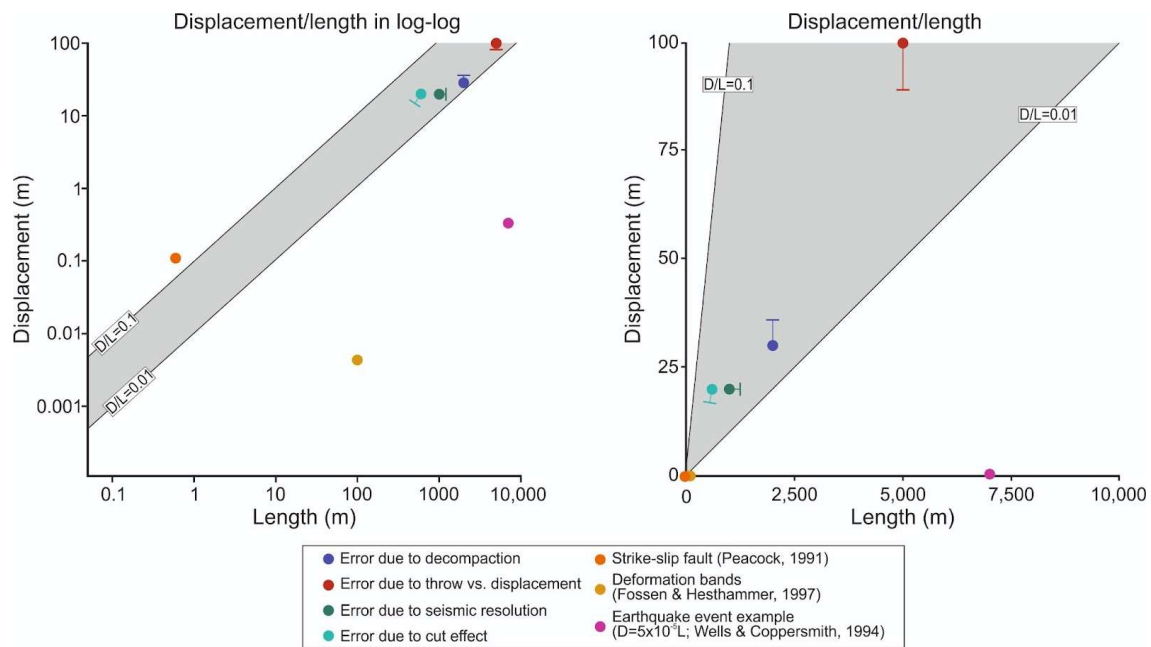 Displacement/length in log-log
Displacement (m)
100
10
1
0.1
0.01
0.001
D/L=0.1
D/L=0.01
0.1
1
10
100
1000
10,000
Length (m)
Displacement/length
Displacement (m)
100
75
50
25
0
D/L=0.1
D/L=0.01
0
2,500
5,000
7,500
10,000
Length (m)
Error due to decompaction
Error due to throw vs. displacement
Error due to seismic resolution
Error due to cut effect
Strike-slip fault (Peacock, 1991)
Deformation bands
(Fossen & Hesthammer, 1997)
Earthquake event example
(D=5x10⁻⁵L; Wells & Coppersmith, 1994)